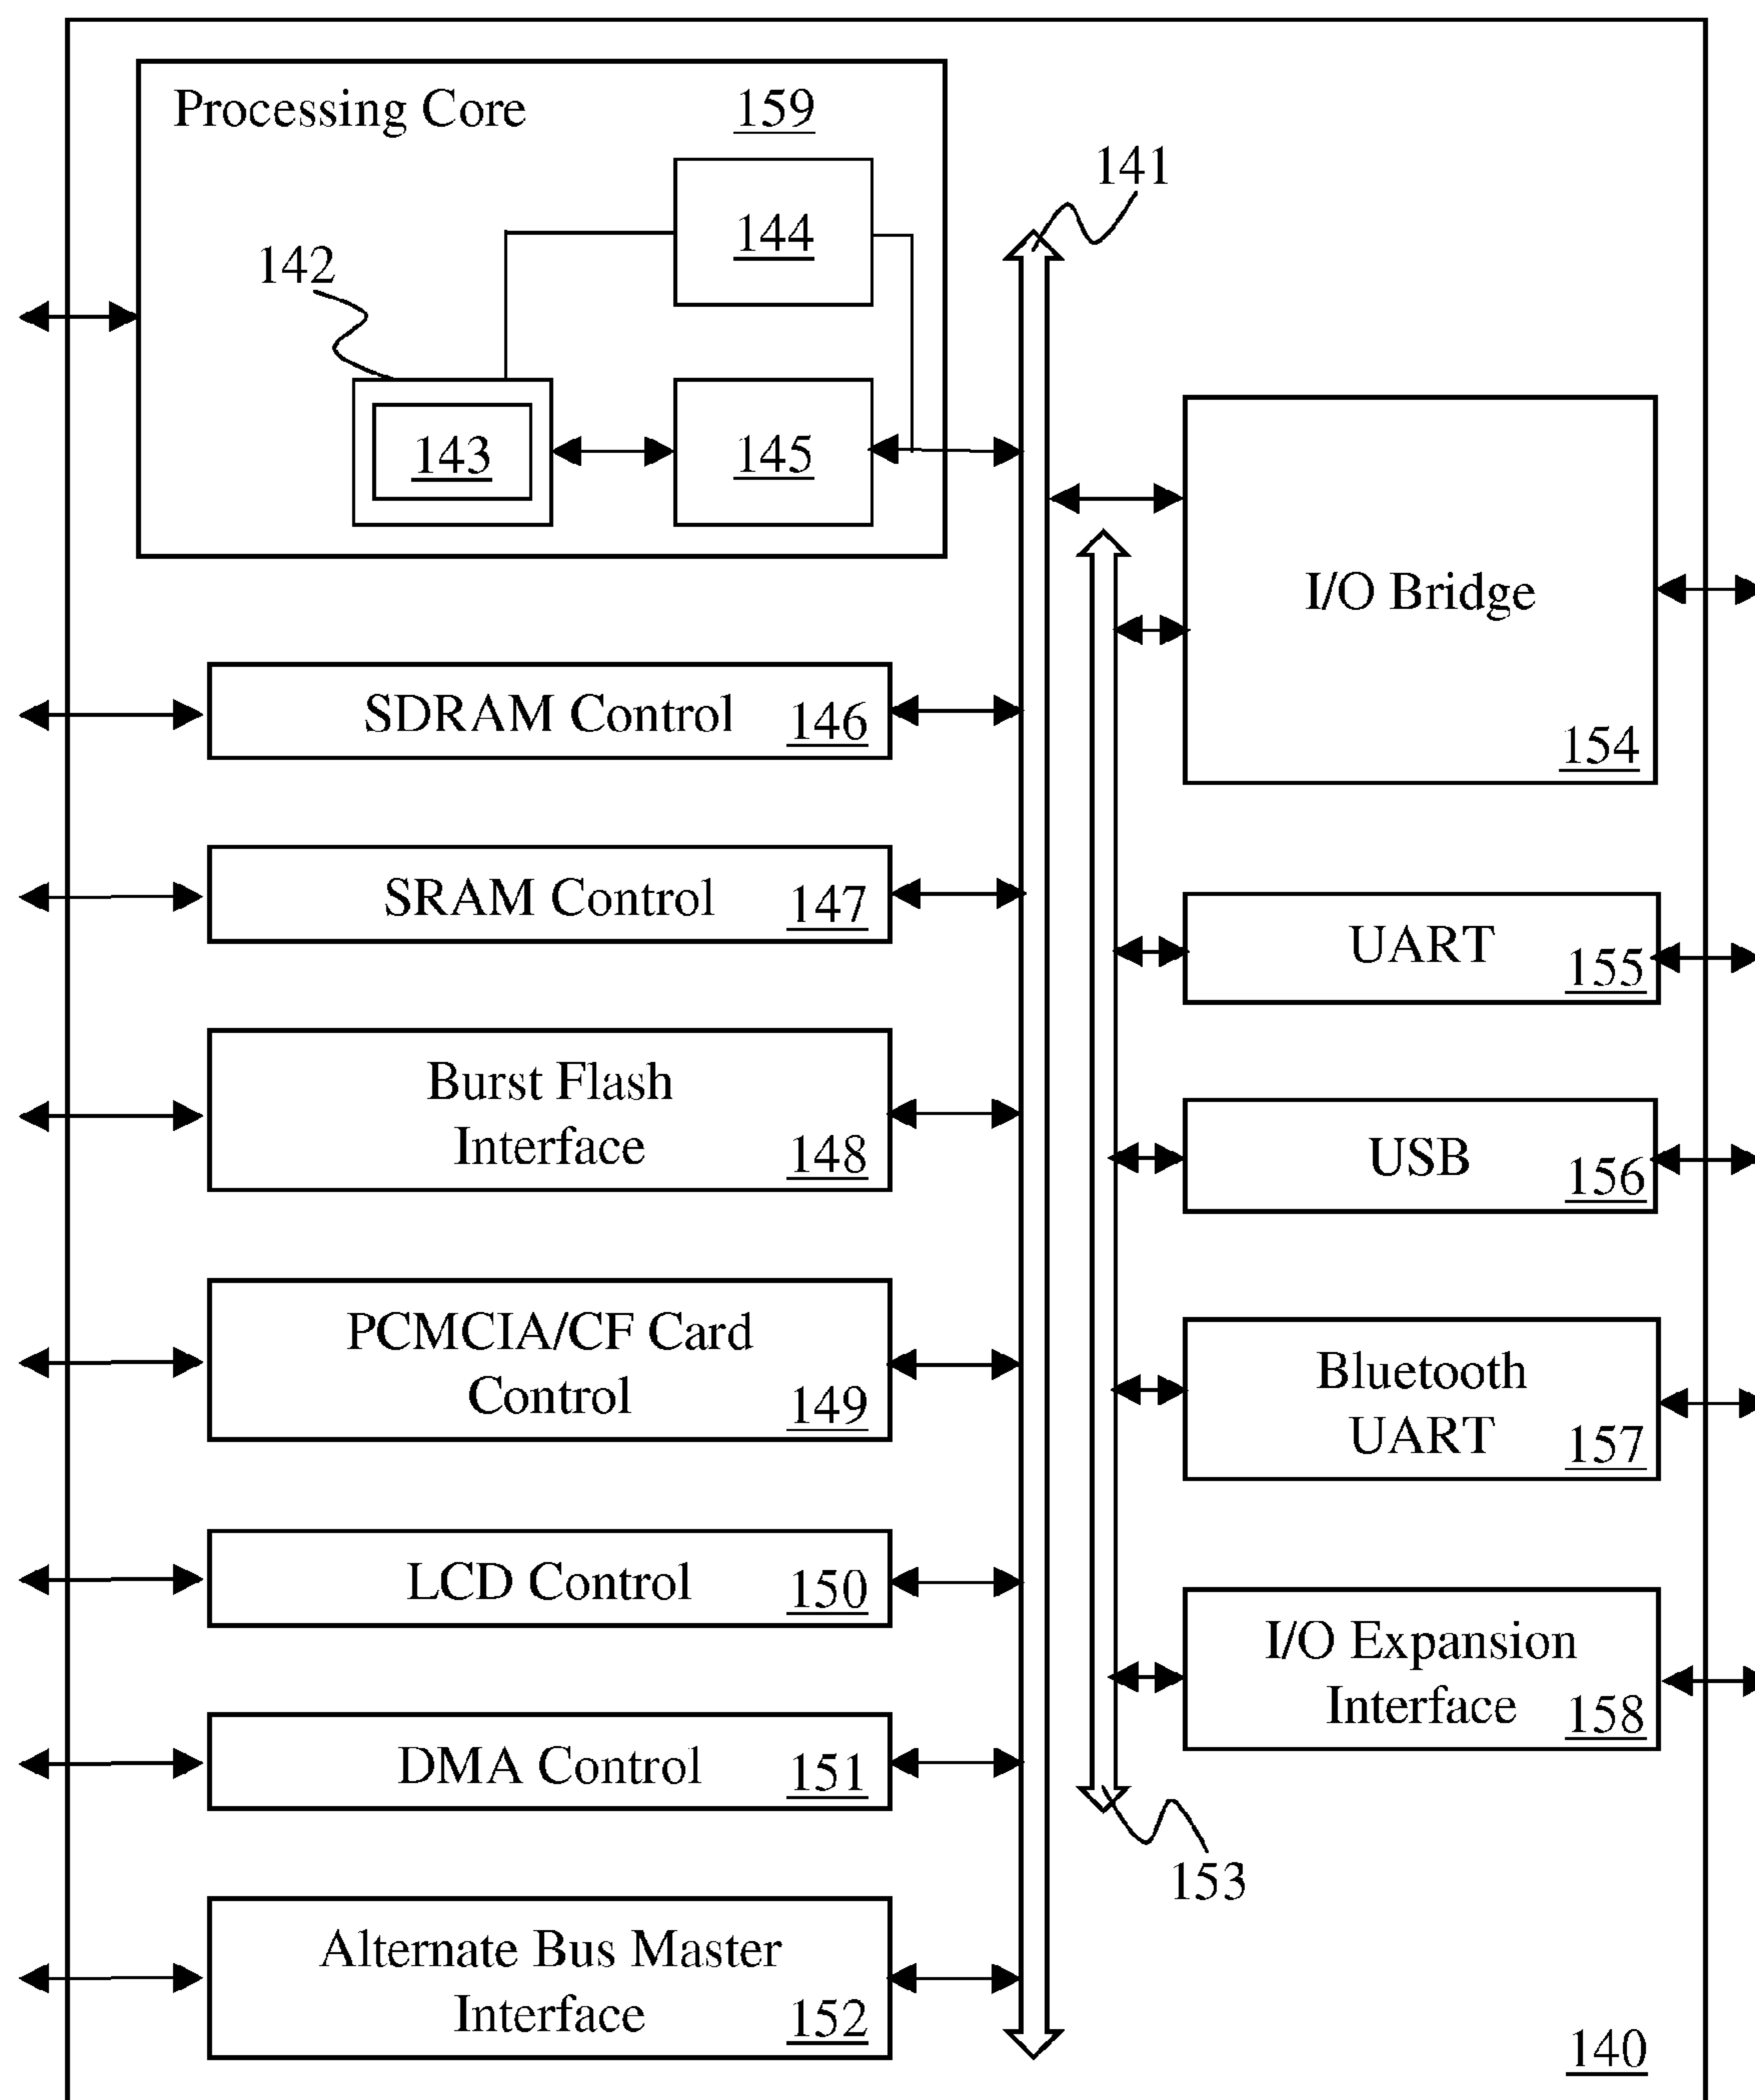 Processing Core 159
141
144
142
143
145
I/O Bridge
154
SDRAM Control 146
SRAM Control 147
UART 155
Burst Flash
Interface 148
USB 156
PCMCIA/CF Card
Control 149
Bluetooth
UART 157
LCD Control 150
I/O Expansion
Interface 158
DMA Control 151
153
Alternate Bus Master
Interface 152
140